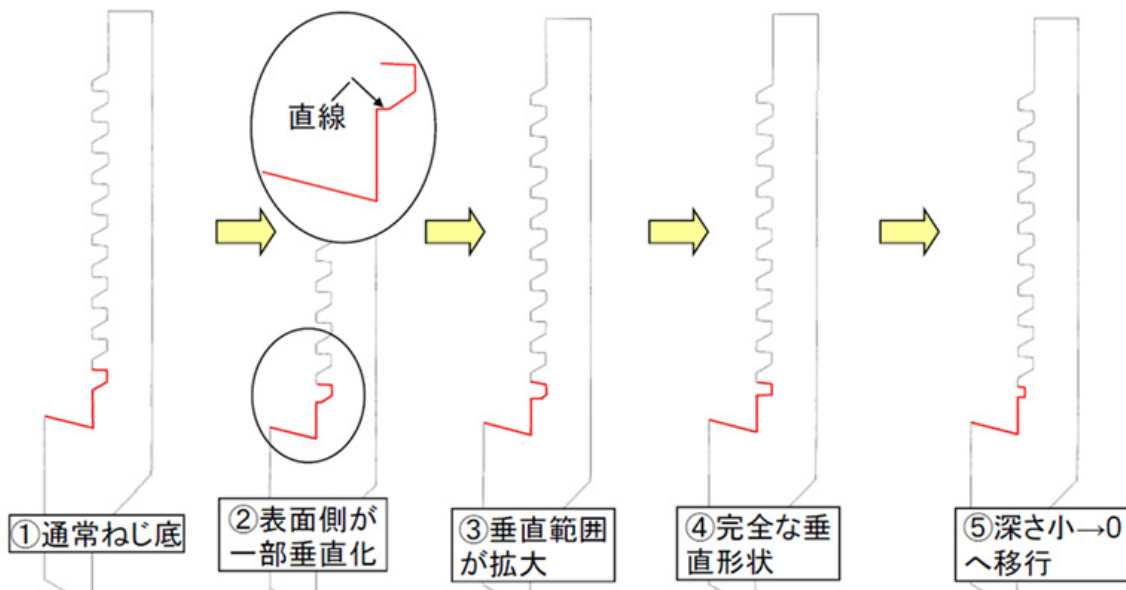 直線
①通常ねじ底
②表面側が
一部垂直化
③垂直範囲
が拡大
④完全な垂
直形状
⑤深さ小→0
へ移行